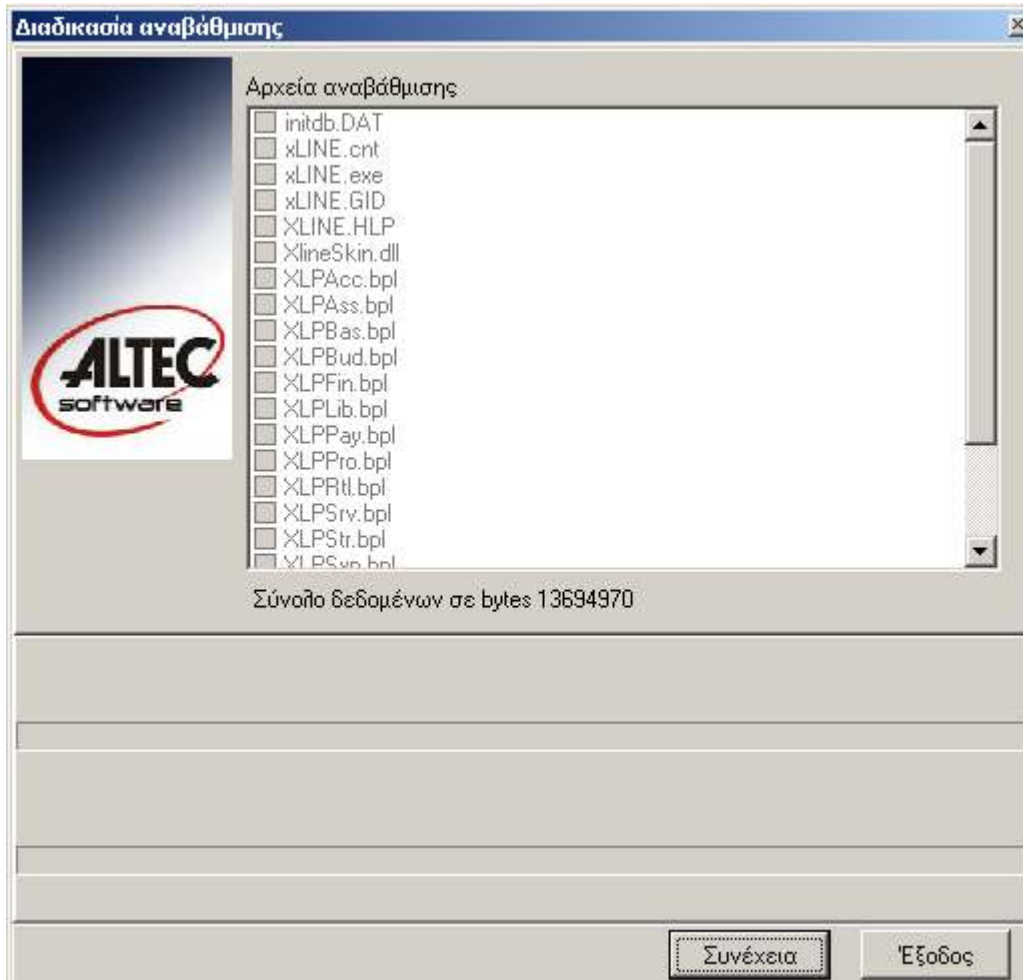 Διαδικασία αναβάθμισης
Αρχεία αναβάθμισης
initdb.DAT
xLINE.cnt
xLINE.exe
xLINE.GID
XLINE.HLP
XlineSkin.dll
XLPAcc.bpl
XLPAss.bpl
XLPBas.bpl
XLPBud.bpl
XLPFin.bpl
XLPLib.bpl
XLPPay.bpl
XLPPro.bpl
XLPRtl.bpl
XLPSrv.bpl
XLPStr.bpl
ALTEC
software
Σύνολο δεδομένων σε bytes 13694970
Συνέχεια
Έξοδος